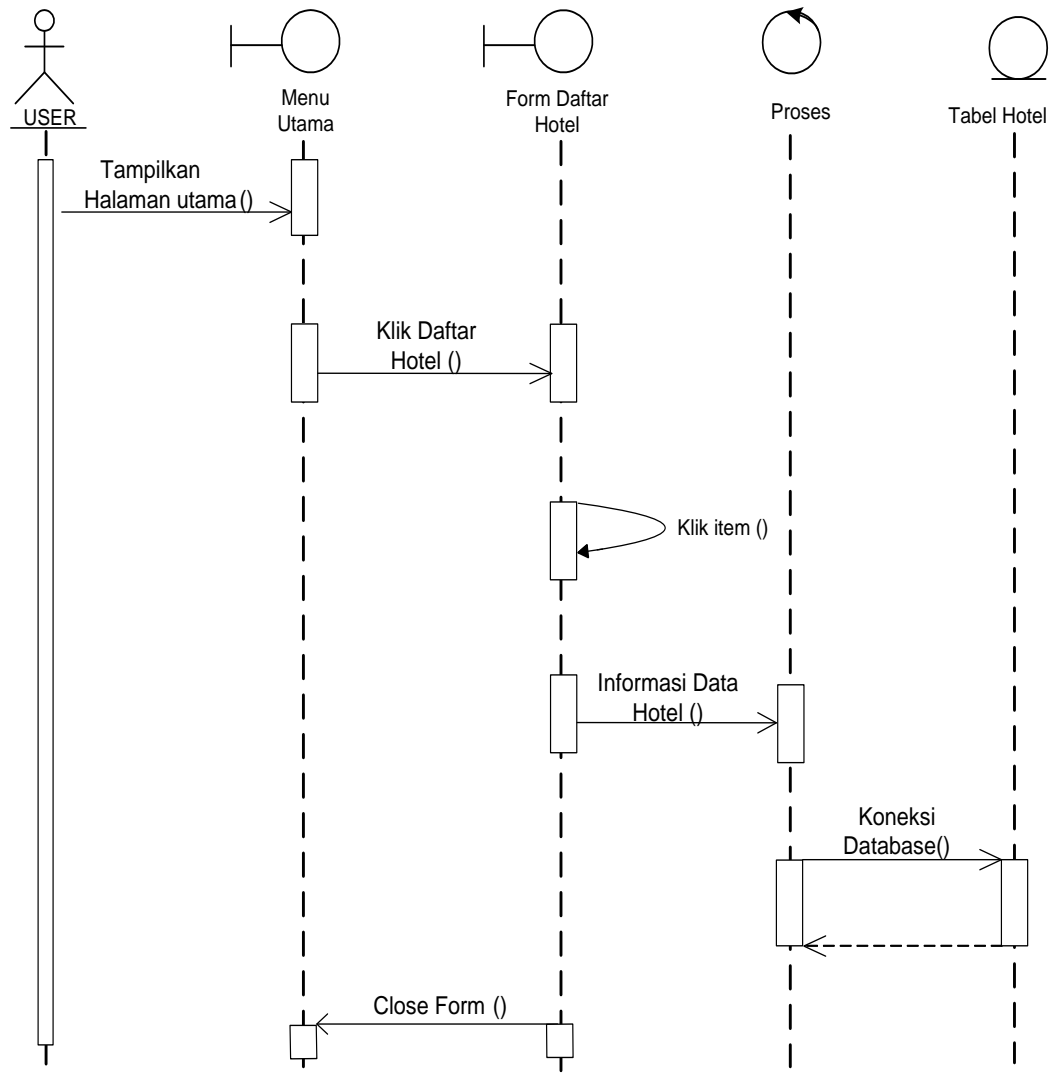 USER
Menu
Utama
Form Daftar
Hotel
Proses
Tabel Hotel
Tampilkan
Halaman utama()
Klik Daftar
Hotel ()
Klik item ()
Informasi Data
Hotel ()
Koneksi
Database()
Close Form ()